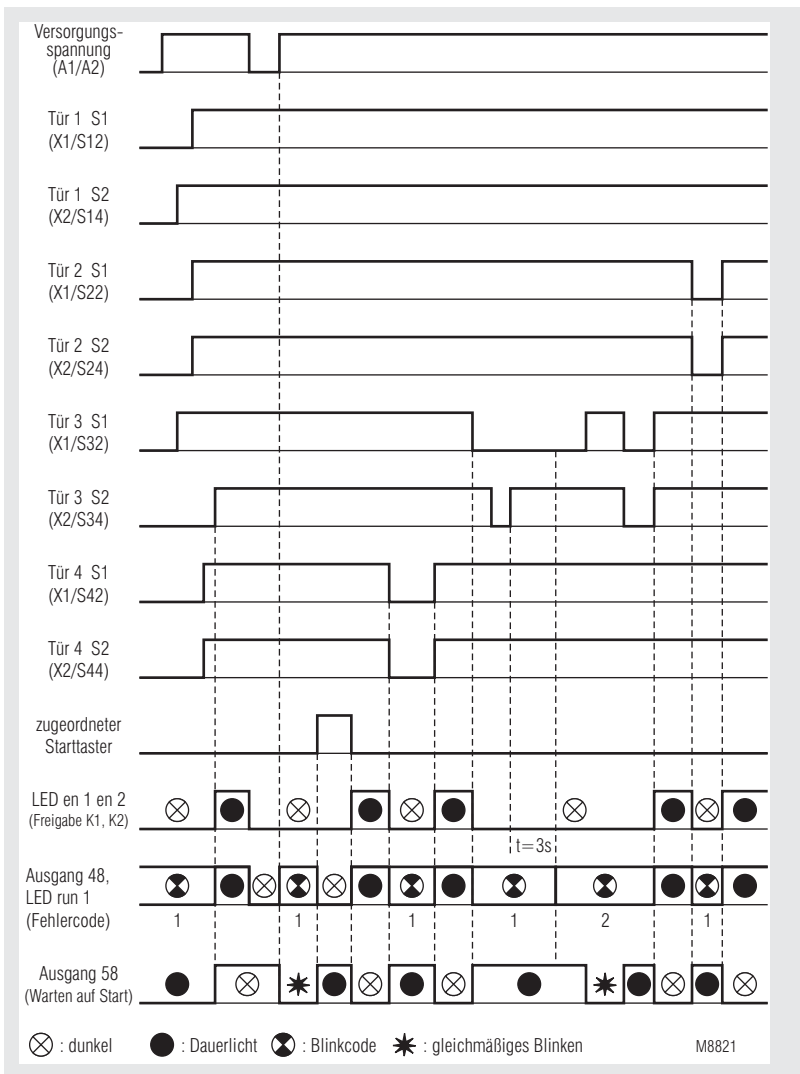 Versorgungs-
spannung
(A1/A2)
Tür 1 S1
(X1/S12)
Tür 1 S2
(X2/S14)
Tür 2 S1
(X1/S22)
Tür 2 S2
(X2/S24)
Tür 3 S1
(X1/S32)
Tür 3 S2
(X2/S34)
Tür 4 S1
(X1/S42)
Tür 4 S2
(X2/S44)
zugeordneter
Starttaster
LED en 1 en 2
(Freigabe K1, K2)
t=3s
Ausgang 48,
LED run 1
(Fehlercode)
1 1 1 1 2 1
Ausgang 58
(Warten auf Start)
: dunkel : Dauerlicht : Blinkcode : gleichmäßiges Blinken M8821